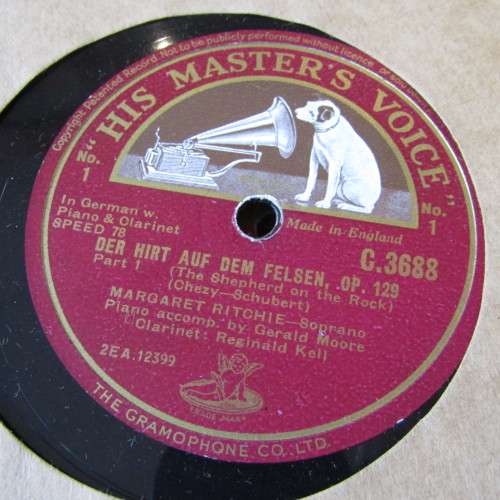 Copyright Patented Record Not to be publicly performed without licence
"HIS MASTER'S VOICE"
No. 1
No. 1
In German w.
Piano & Clarinet
SPEED 78
Made in England
C.3688
DER HIRT AUF DEM FELSEN, OP. 129
Part 1
(The Shepherd on the Rock)
(Chezy—Schubert)
MARGARET RITCHIE—Soprano
Piano accomp. by Gerald Moore
Clarinet: Reginald Kell
2EA.12399
TRADE MARK
THE GRAMOPHONE CO., LTD.